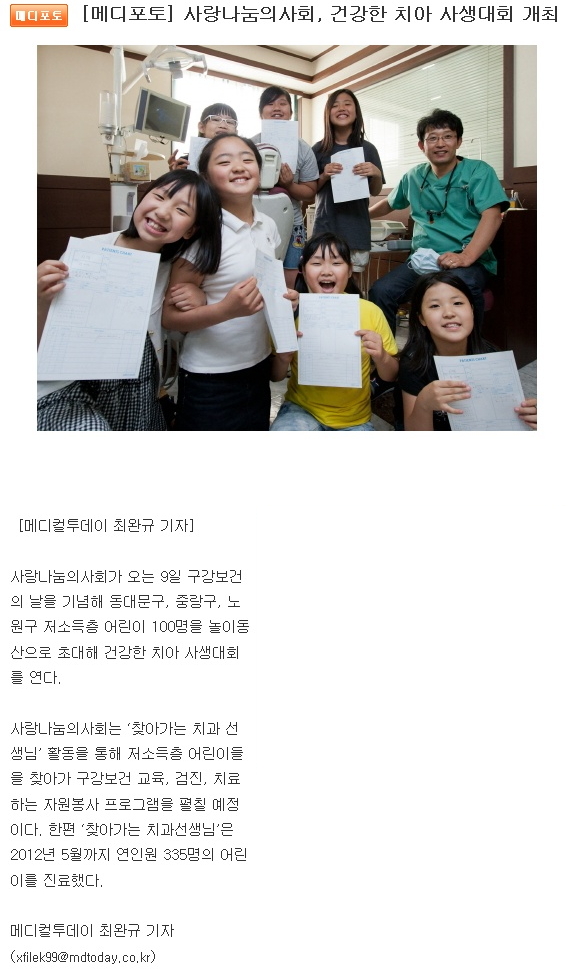 메디포토 [메디포토] 사랑나눔의사회, 건강한 치아 사생대회 개최
[메디컬투데이 최완규 기자]
사랑나눔의사회가 오는 9일 구강보건
의 날을 기념해 동대문구, 중랑구, 노
원구 저소득층 어린이 100명을 놀이동
산으로 초대해 건강한 치아 사생대회
를 연다.
사랑나눔의사회는 ‘찾아가는 치과 선
생님’ 활동을 통해 저소득층 어린이들
을 찾아가 구강보건 교육, 검진, 치료
하는 자원봉사 프로그램을 펼칠 예정
이다. 한편 ‘찾아가는 치과선생님’은
2012년 5월까지 연인원 335명의 어린
이를 진료했다.
메디컬투데이 최완규 기자
(xfilek99@mdtoday.co.kr)